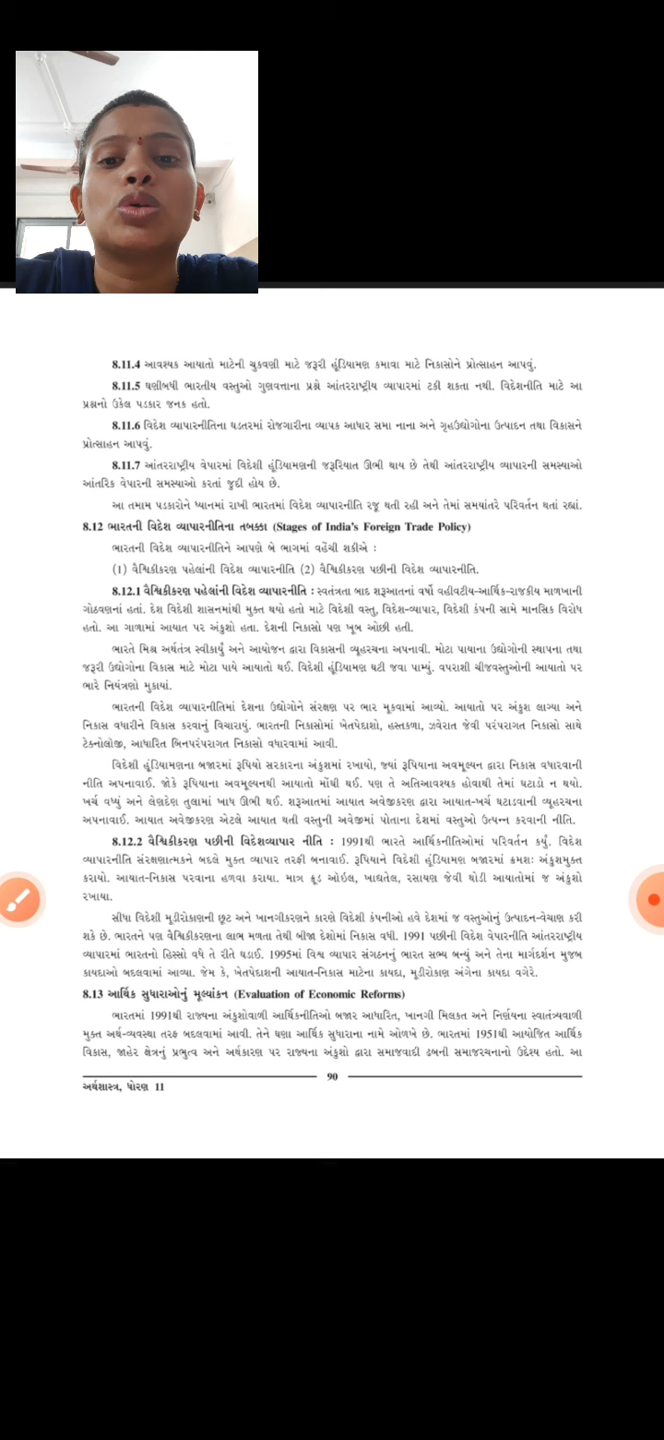 8.11.4 આવશ્યક આયાતો માટેની ચુકવણી માટે જરૂરી હૂંડિયામણ કમાવા માટે નિકાસોને પ્રોત્સાહન આપવું.
8.11.5 ઘણીબધી ભારતીય વસ્તુઓ ગુણવત્તાના પ્રશ્ને આંતરરાષ્ટ્રીય વ્યાપારમાં ટકી શકતા નથી. વિદેશનીતિ માટે આ
પ્રશ્નનો ઉકેલ પડકાર જનક હતો.
8.11.6 વિદેશ વ્યાપારનીતિના ઘડતરમાં રોજગારીના વ્યાપક આધાર સમા નાના અને ગૃહઉદ્યોગોના ઉત્પાદન તથા વિકાસને
પ્રોત્સાહન આપવું.
8.11.7 આંતરરાષ્ટ્રીય વેપારમાં વિદેશી હૂંડિયામણની જરૂરિયાત ઊભી થાય છે તેથી આંતરરાષ્ટ્રીય વ્યાપારની સમસ્યાઓ
આંતરિક વેપારની સમસ્યાઓ કરતાં જુદી હોય છે.
આ તમામ પડકારોને ધ્યાનમાં રાખી ભારતમાં વિદેશ વ્યાપારનીતિ રજૂ થતી રહી અને તેમાં સમયાંતરે પરિવર્તન થતાં રહ્યાં.
8.12 ભારતની વિદેશ વ્યાપારનીતિના તબક્કા (Stages of India's Foreign Trade Policy)
ભારતની વિદેશ વ્યાપારનીતિને આપણે બે ભાગમાં વહેંચી શકીએ :
(1) વૈશ્વિકીકરણ પહેલાંની વિદેશ વ્યાપારનીતિ (2) વૈશ્વિકીકરણ પછીની વિદેશ વ્યાપારનીતિ.
8.12.1 વૈશ્વિકીકરણ પહેલાંની વિદેશ વ્યાપારનીતિ : સ્વતંત્રતા બાદ શરૂઆતનાં વર્ષો વહીવટીય-આર્થિક-રાજકીય માળખાની
ગોઠવણનાં હતાં. દેશ વિદેશી શાસનમાંથી મુક્ત થયો હતો માટે વિદેશી વસ્તુ, વિદેશ-વ્યાપાર, વિદેશી કંપની સામે માનસિક વિરોધ
હતો. આ ગાળામાં આયાત પર અંકુશો હતા. દેશની નિકાસો પણ ખૂબ ઓછી હતી.
ભારતે મિશ્ર અર્થતંત્ર સ્વીકાર્યું અને આયોજન દ્વારા વિકાસની વ્યૂહરચના અપનાવી. મોટા પાયાના ઉદ્યોગોની સ્થાપના તથા
જરૂરી ઉદ્યોગોના વિકાસ માટે મોટા પાયે આયાતો થઈ. વિદેશી હૂંડિયામણ ઘટી જવા પામ્યું. વપરાશી ચીજવસ્તુઓની આયાતો પર
ભારે નિયંત્રણો મુકાયાં.
ભારતની વિદેશ વ્યાપારનીતિમાં દેશના ઉદ્યોગોને સંરક્ષણ પર ભાર મૂકવામાં આવ્યો. આયાતો પર અંકુશ લાગ્યા અને
નિકાસ વધારીને વિકાસ કરવાનું વિચારાયું. ભારતની નિકાસોમાં ખેતપેદાશો, હસ્તકળા, ઝવેરાત જેવી પરંપરાગત નિકાસો સાથે
ટેક્નોલોજી, આધારિત બિનપરંપરાગત નિકાસો વધારવામાં આવી.
વિદેશી હૂંડિયામણના બજારમાં રૂપિયો સરકારના અંકુશમાં રખાયો, જ્યાં રૂપિયાના અવમૂલ્યન દ્વારા નિકાસ વધારવાની
નીતિ અપનાવાઈ. જોકે રૂપિયાના અવમૂલ્યનથી આયાતો મોંઘી થઈ. પણ તે અતિઆવશ્યક હોવાથી તેમાં ઘટાડો ન થયો.
ખર્ચ વધ્યું અને લેણદેણ તુલામાં ખાધ ઊભી થઈ. શરૂઆતમાં આયાત અવેજીકરણ દ્વારા આયાત-ખર્ચ ઘટાડવાની વ્યૂહરચના
અપનાવાઈ. આયાત અવેજીકરણ એટલે આયાત થતી વસ્તુની અવેજીમાં પોતાના દેશમાં વસ્તુઓ ઉત્પન્ન કરવાની નીતિ.
8.12.2 વૈશ્વિકીકરણ પછીની વિદેશવ્યાપાર નીતિ : 1991થી ભારતે આર્થિકનીતિઓમાં પરિવર્તન કર્યું. વિદેશ
વ્યાપારનીતિ સંરક્ષણાત્મકને બદલે મુક્ત વ્યાપાર તરફી બનાવાઈ. રૂપિયાને વિદેશી હૂંડિયામણ બજારમાં ક્રમશઃ અંકુશમુક્ત
કરાયો. આયાત-નિકાસ પરવાના હળવા કરાયા. માત્ર ક્રૂડ ઓઇલ, ખાદ્યતેલ, રસાયણ જેવી થોડી આયાતોમાં જ અંકુશો
રખાયા.
સીધા વિદેશી મૂડીરોકાણની છૂટ અને ખાનગીકરણને કારણે વિદેશી કંપનીઓ હવે દેશમાં જ વસ્તુઓનું ઉત્પાદન-વેચાણ કરી
શકે છે. ભારતને પણ વૈશ્વિકીકરણના લાભ મળતા તેથી બીજા દેશોમાં નિકાસ વધી. 1991 પછીની વિદેશ વેપારનીતિ આંતરરાષ્ટ્રીય
વ્યાપારમાં ભારતનો હિસ્સો વધે તે રીતે ઘડાઈ. 1995માં વિશ્વ વ્યાપાર સંગઠનનું ભારત સભ્ય બન્યું અને તેના માર્ગદર્શન મુજબ
કાયદાઓ બદલવામાં આવ્યા. જેમ કે, ખેતપેદાશની આયાત-નિકાસ માટેના કાયદા, મૂડીરોકાણ અંગેના કાયદા વગેરે.
8.13 આર્થિક સુધારાઓનું મૂલ્યાંકન (Evaluation of Economic Reforms)
ભારતમાં 1991થી રાજ્યના અંકુશોવાળી આર્થિકનીતિઓ બજાર આધારિત, ખાનગી મિલકત અને નિર્ણયના સ્વાતંત્ર્યવાળી
મુક્ત અર્થ-વ્યવસ્થા તરફ બદલવામાં આવી. તેને ઘણા આર્થિક સુધારાના નામે ઓળખે છે. ભારતમાં 1951થી આયોજિત આર્થિક
વિકાસ, જાહેર ક્ષેત્રનું પ્રભુત્વ અને અર્થકારણ પર રાજ્યના અંકુશો દ્વારા સમાજવાદી ઢબની સમાજરચનાનો ઉદ્દેશ્ય હતો. આ
90
અર્થશાસ્ત્ર, ધોરણ 11